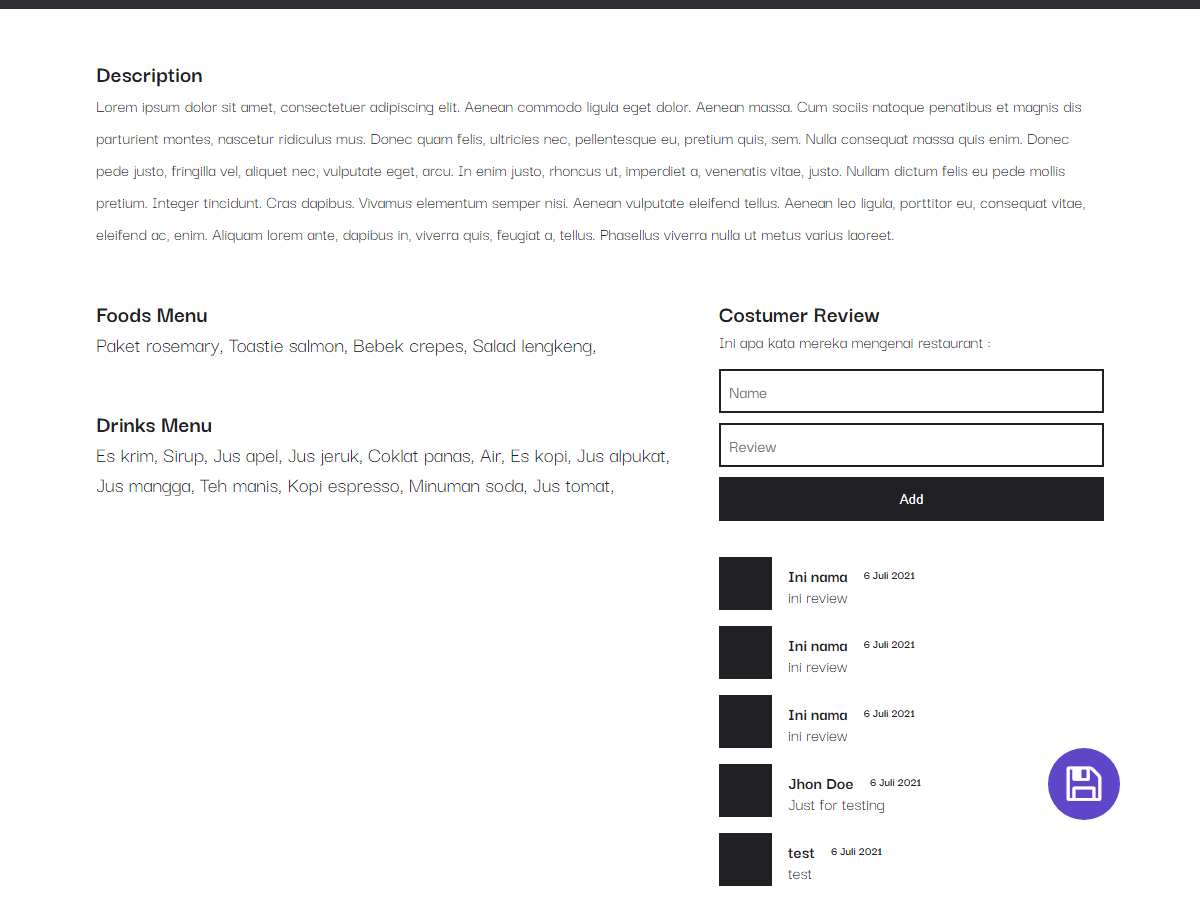 Description
Lorem ipsum dolor sit amet, consectetuer adipiscing elit. Aenean commodo ligula eget dolor. Aenean massa. Cum sociis natoque penatibus et magnis dis
parturient montes, nascetur ridiculus mus. Donec quam felis, ultricies nec, pellentesque eu, pretium quis, sem. Nulla consequat massa quis enim. Donec
pede justo, fringilla vel, aliquet nec, vulputate eget, arcu. In enim justo, rhoncus ut, imperdiet a, venenatis vitae, justo. Nullam dictum felis eu pede mollis
pretium. Integer tincidunt. Cras dapibus. Vivamus elementum semper nisi. Aenean vulputate eleifend tellus. Aenean leo ligula, porttitor eu, consequat vitae,
eleifend ac, enim. Aliquam lorem ante, dapibus in, viverra quis, feugiat a, tellus. Phasellus viverra nulla ut metus varius laoreet.
Foods Menu
Paket rosemary, Toastie salmon, Bebek crepes, Salad lengkeng,
Drinks Menu
Es krim, Sirup, Jus apel, Jus jeruk, Coklat panas, Air, Es kopi, Jus alpukat,
Jus mangga, Teh manis, Kopi espresso, Minuman soda, Jus tomat,
Costumer Review
Ini apa kata mereka mengenai restaurant :
Name
Review
Add
Ini nama 6 Juli 2021
ini review
Ini nama 6 Juli 2021
ini review
Ini nama 6 Juli 2021
ini review
Jhon Doe 6 Juli 2021
Just for testing
test 6 Juli 2021
test